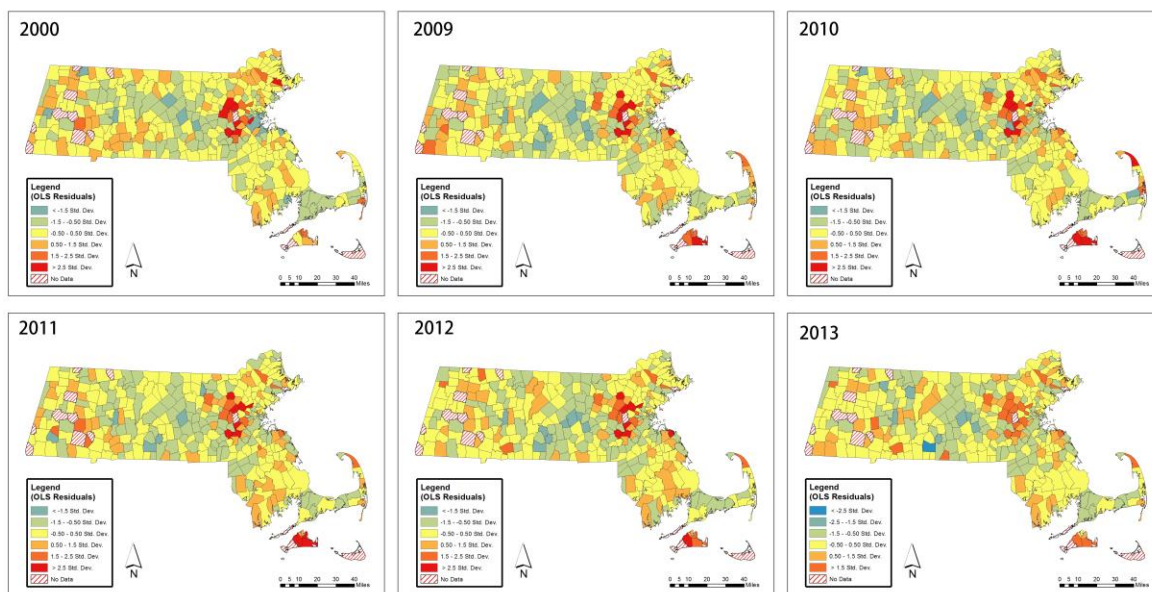 2000
Legend
(OLS Residuals)
< -1.5 Std. Dev.
-1.5 - -0.50 Std. Dev.
-0.50 - 0.50 Std. Dev.
0.50 - 1.5 Std. Dev.
1.5 - 2.5 Std. Dev.
> 2.5 Std. Dev.
No Data
N
0 5 10 20 30 40
Miles
2009
Legend
(OLS Residuals)
< -1.5 Std. Dev.
-1.5 - -0.50 Std. Dev.
-0.50 - 0.50 Std. Dev.
0.50 - 1.5 Std. Dev.
1.5 - 2.5 Std. Dev.
> 2.5 Std. Dev.
No Data
N
0 5 10 20 30 40
Miles
2010
Legend
(OLS Residuals)
< -1.5 Std. Dev.
-1.5 - -0.50 Std. Dev.
-0.50 - 0.50 Std. Dev.
0.50 - 1.5 Std. Dev.
1.5 - 2.5 Std. Dev.
> 2.5 Std. Dev.
No Data
N
0 5 10 20 30 40
Miles
2011
Legend
(OLS Residuals)
< -1.5 Std. Dev.
-1.5 - -0.50 Std. Dev.
-0.50 - 0.50 Std. Dev.
0.50 - 1.5 Std. Dev.
1.5 - 2.5 Std. Dev.
> 2.5 Std. Dev.
No Data
N
0 5 10 20 30 40
Miles
2012
Legend
(OLS Residuals)
< -1.5 Std. Dev.
-1.5 - -0.50 Std. Dev.
-0.50 - 0.50 Std. Dev.
0.50 - 1.5 Std. Dev.
1.5 - 2.5 Std. Dev.
> 2.5 Std. Dev.
No Data
N
0 5 10 20 30 40
Miles
2013
Legend
(OLS Residuals)
< -2.5 Std. Dev.
-2.5 - -1.5 Std. Dev.
-1.5 - -0.50 Std. Dev.
-0.50 - 0.50 Std. Dev.
0.50 - 1.5 Std. Dev.
> 1.5 Std. Dev.
No Data
N
0 5 10 20 30 40
Miles